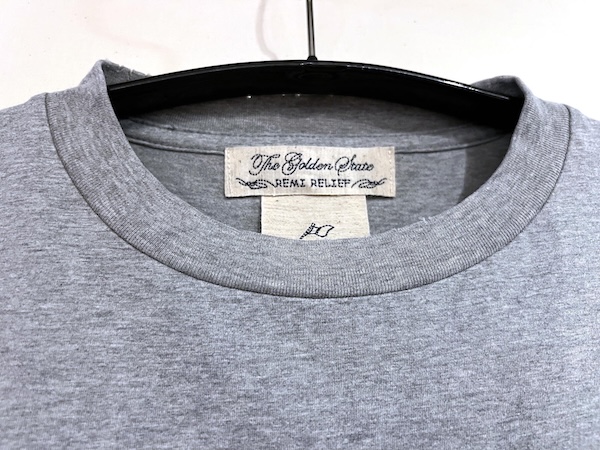 The Golden State
REMI RELIEF